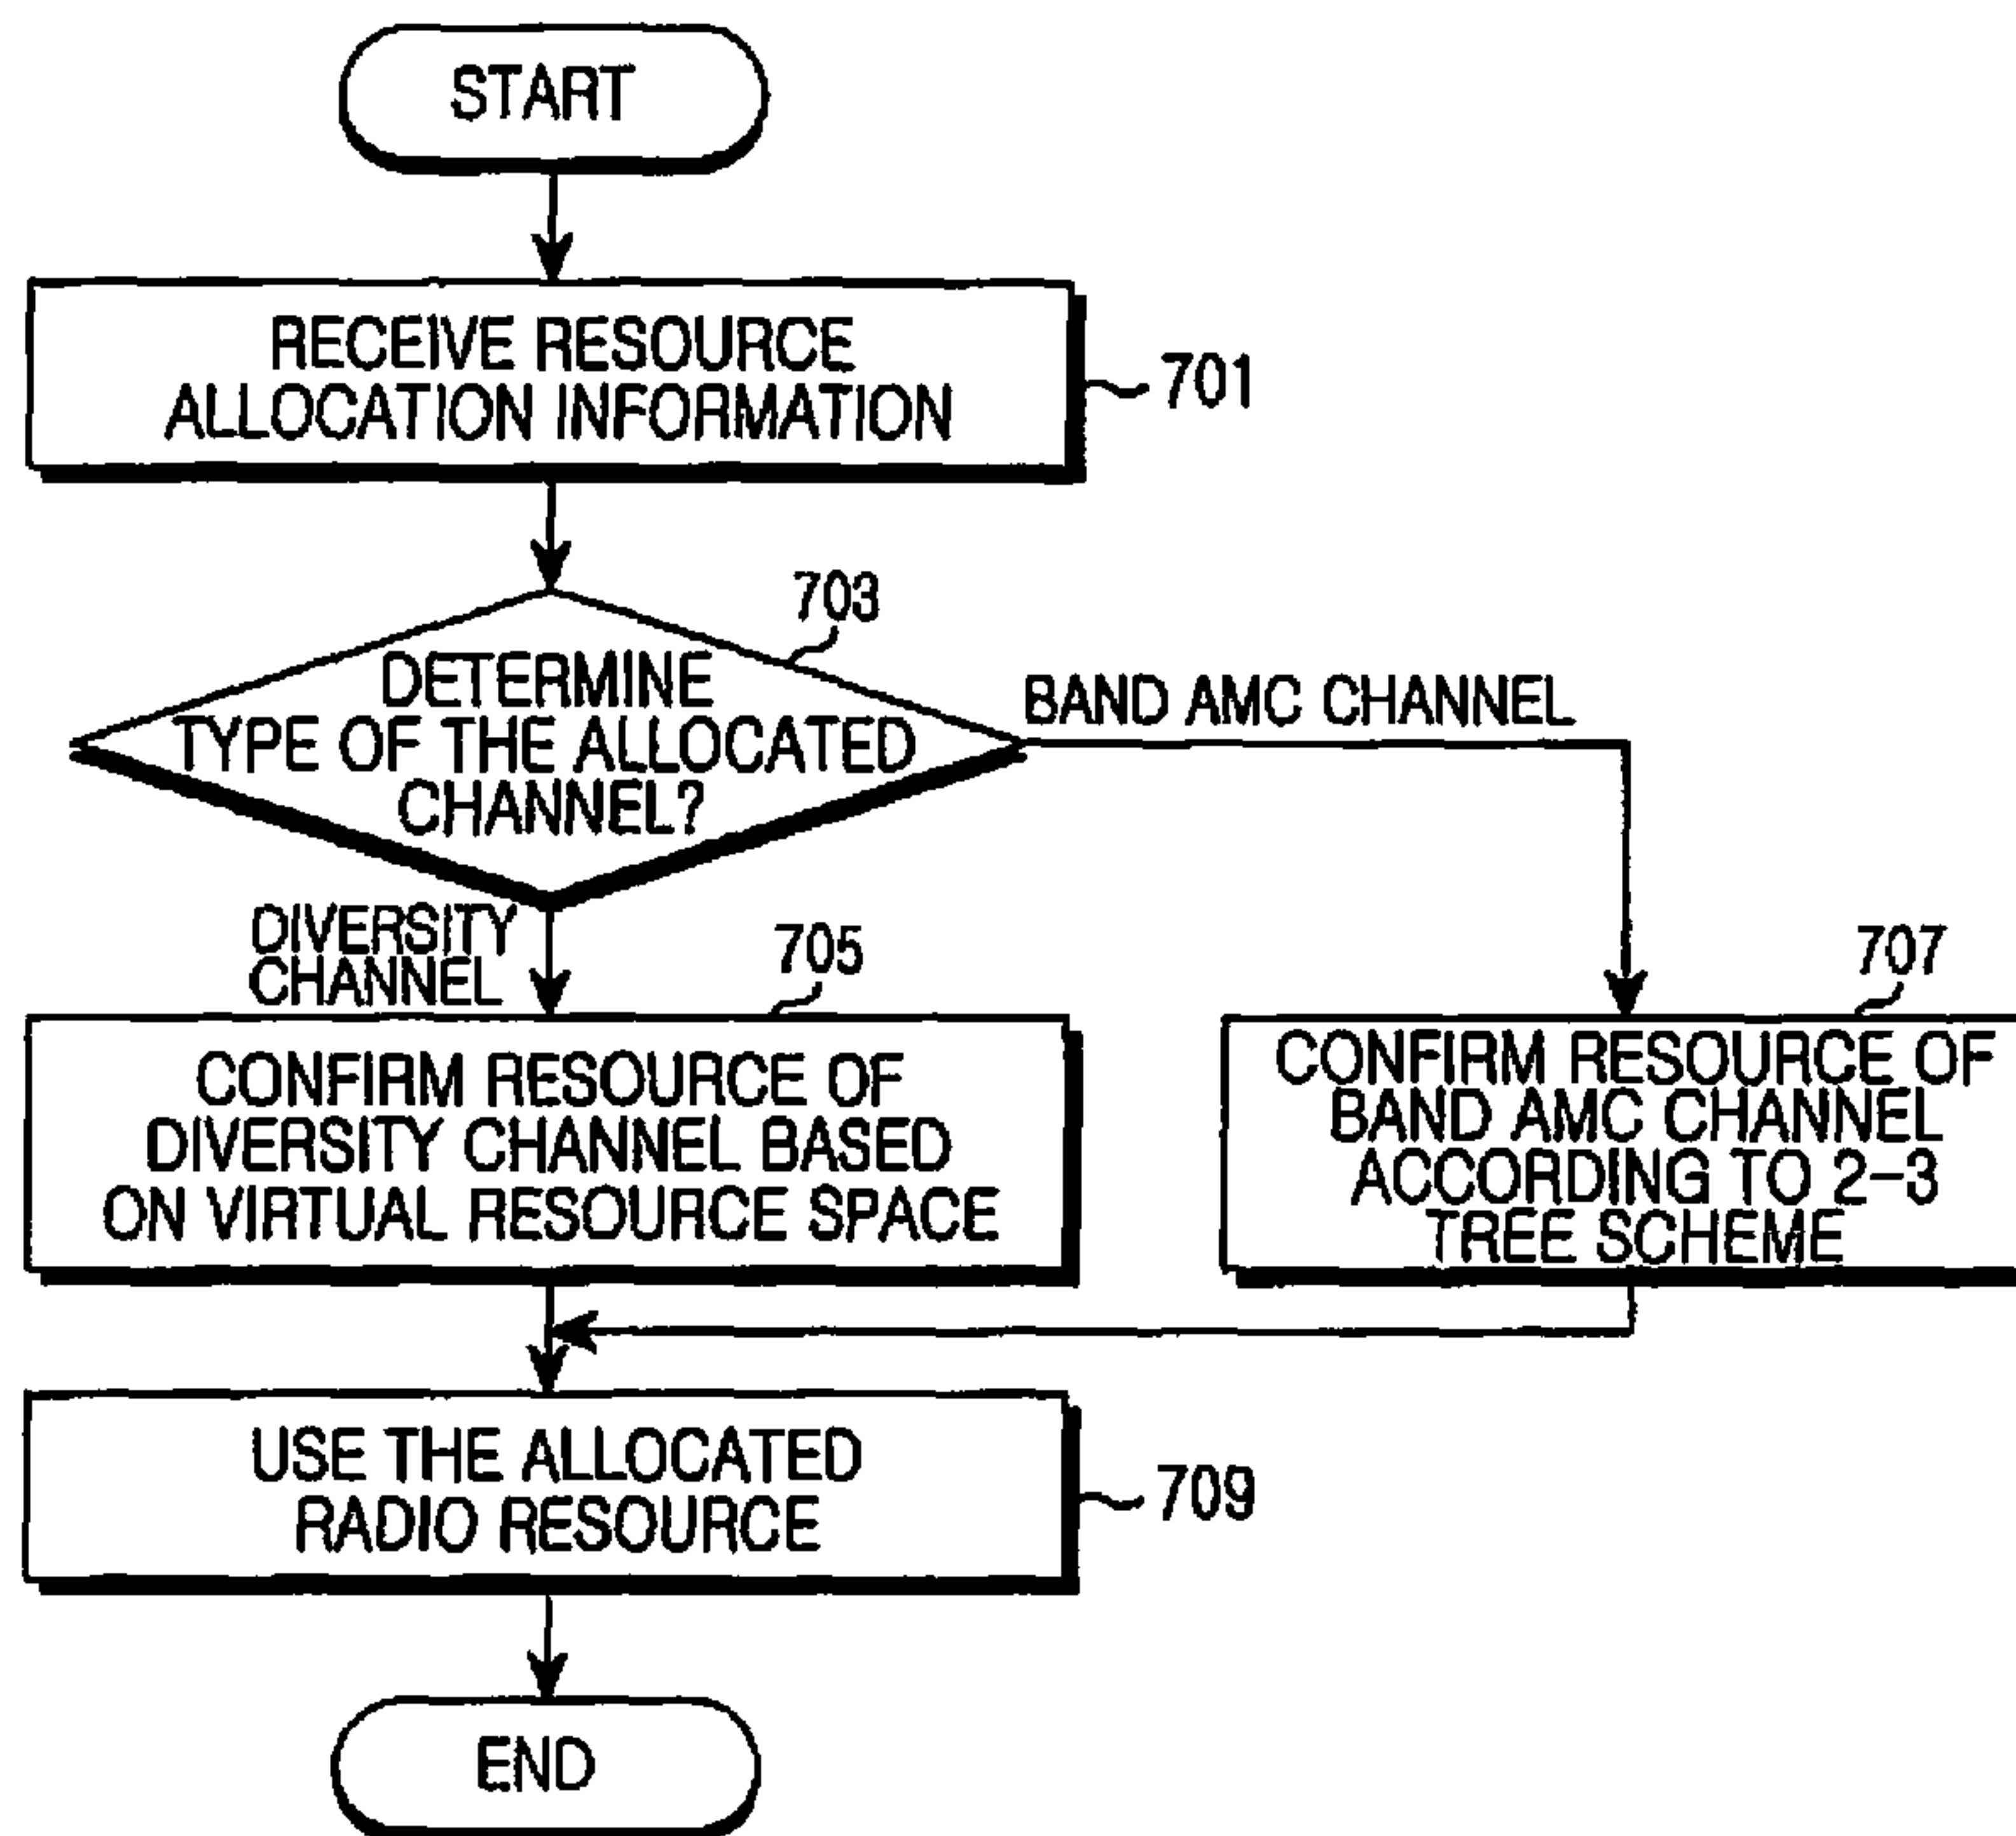 START
RECEIVE RESOURCE
ALLOCATION INFORMATION
701
703
DETERMINE
TYPE OF THE ALLOCATED
CHANNEL?
BAND AMC CHANNEL
DIVERSITY
CHANNEL
705
CONFIRM RESOURCE OF
DIVERSITY CHANNEL BASED
ON VIRTUAL RESOURCE SPACE
707
CONFIRM RESOURCE OF
BAND AMC CHANNEL
ACCORDING TO 2-3
TREE SCHEME
USE THE ALLOCATED
RADIO RESOURCE
709
END